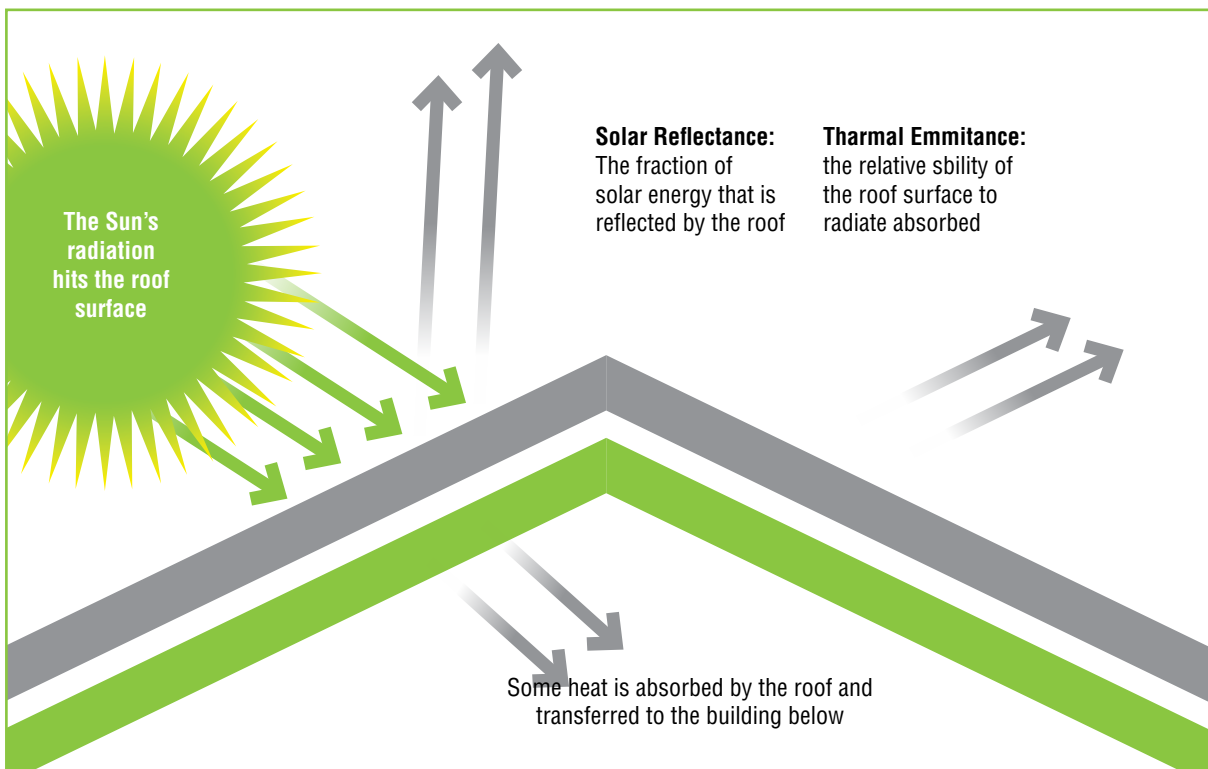 The Sun's
radiation
hits the roof
surface
Solar Reflectance:
The fraction of
solar energy that is
reflected by the roof
Tharmal Emmitance:
the relative sbility of
the roof surface to
radiate absorbed
Some heat is absorbed by the roof and
transferred to the building below